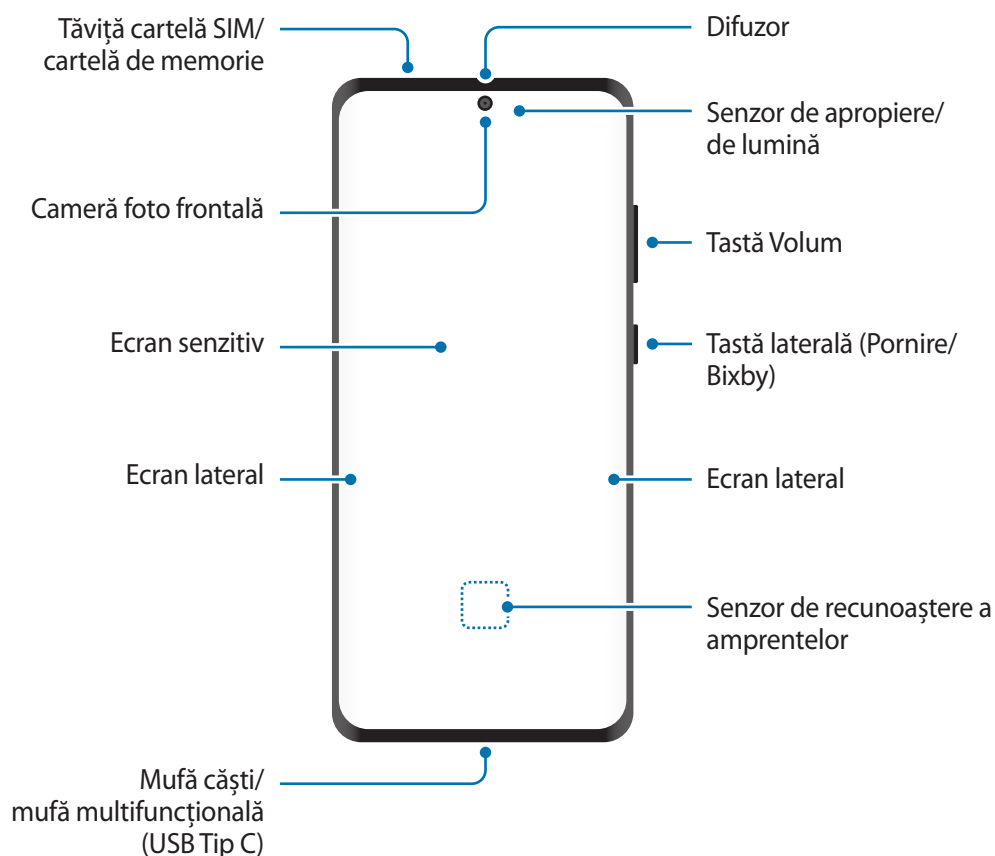 Tăviță cartelă SIM/
cartelă de memorie
Difuzor
Senzor de apropiere/
de lumină
Cameră foto frontală
Tastă Volum
Ecran senzitiv
Tastă laterală (Pornire/
Bixby)
Ecran lateral
Ecran lateral
Senzor de recunoaștere a
amprentelor
Mufă căști/
mufă multifuncțională
(USB Tip C)